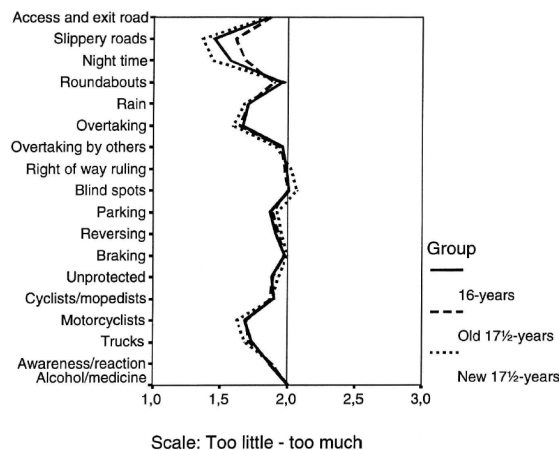 Access and exit road
Slippery roads
Night time
Roundabouts
Rain
Overtaking
Overtaking by others
Right of way ruling
Blind spots
Parking
Reversing
Braking
Unprotected
Cyclists/mopedists
Motorcyclists
Trucks
Awareness/reaction
Alcohol/medicine
1,0
2,0
2,5
3,0
Group
16-years
Old 17½-years
New 17½-years
Scale: Too little - too much